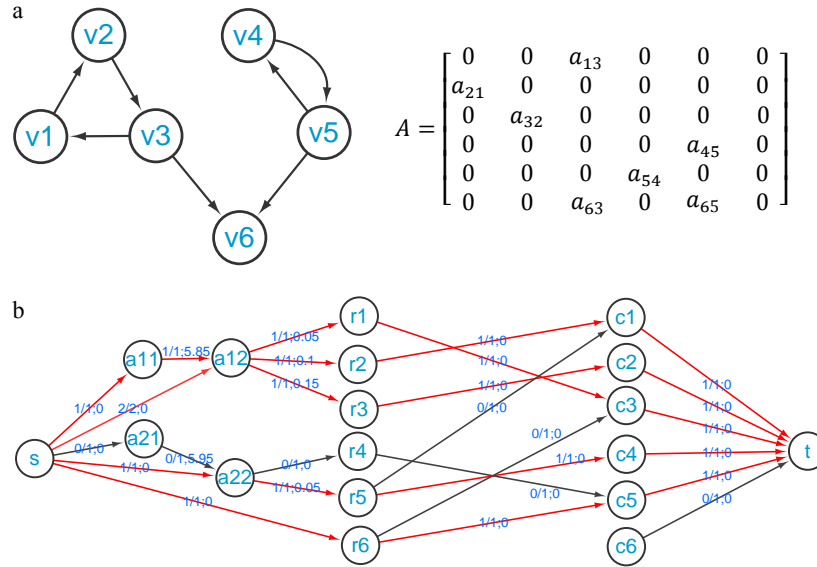 a
v2
v4
v1
v3
v5
v6
A =
0 0 a13 0 0 0
a21 0 0 0 0 0
0 a32 0 0 0 0
0 0 0 0 a45 0
0 0 0 a54 0 0
0 0 a63 0 a65 0
b
s
a11
a12
a21
a22
r1
r2
r3
r4
r5
r6
c1
c2
c3
c4
c5
c6
t
1/1;0
1/1;5.85
2/2;0
0/1;0
0/1;5.95
1/1;0
1/1;0
1/1;0.05
1/1;0.1
1/1;0.15
0/1;0
1/1;0.05
1/1;0
1/1;0
1/1;0
0/1;0
0/1;0
1/1;0
0/1;0
1/1;0
1/1;0
1/1;0
1/1;0
1/1;0
1/1;0
0/1;0